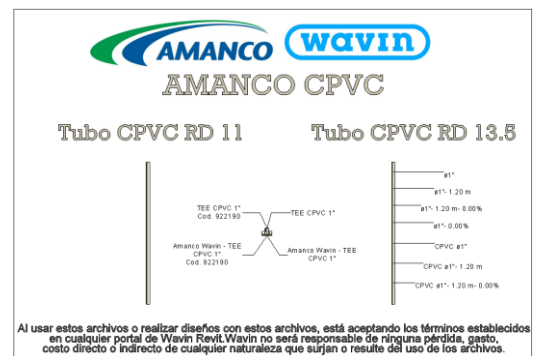 AMANCO wavin
AMANCO CPVC
Tubo CPVC RD 11
Tubo CPVC RD 13.5
TEE CPVC 1"
Cod. 922190
TEE CPVC 1"
Amanco Wavin - TEE
CPVC 1"
Cod. 922190
Amanco Wavin - TEE
CPVC 1"
ø1"
ø1"- 1.20 m
ø1"- 1.20 m- 0.00%
ø1"- 0.00%
CPVC ø1"
CPVC ø1"- 1.20 m
CPVC ø1"- 1.20 m- 0.00%
Al usar estos archivos o realizar diseños con estos archivos, está aceptando los términos establecidos
en cualquier portal de Wavin Revit.Wavin no será responsable de ninguna pérdida, gasto,
costo directo o indirecto de cualquier naturaleza que surjan o resulte del uso de los archivos.